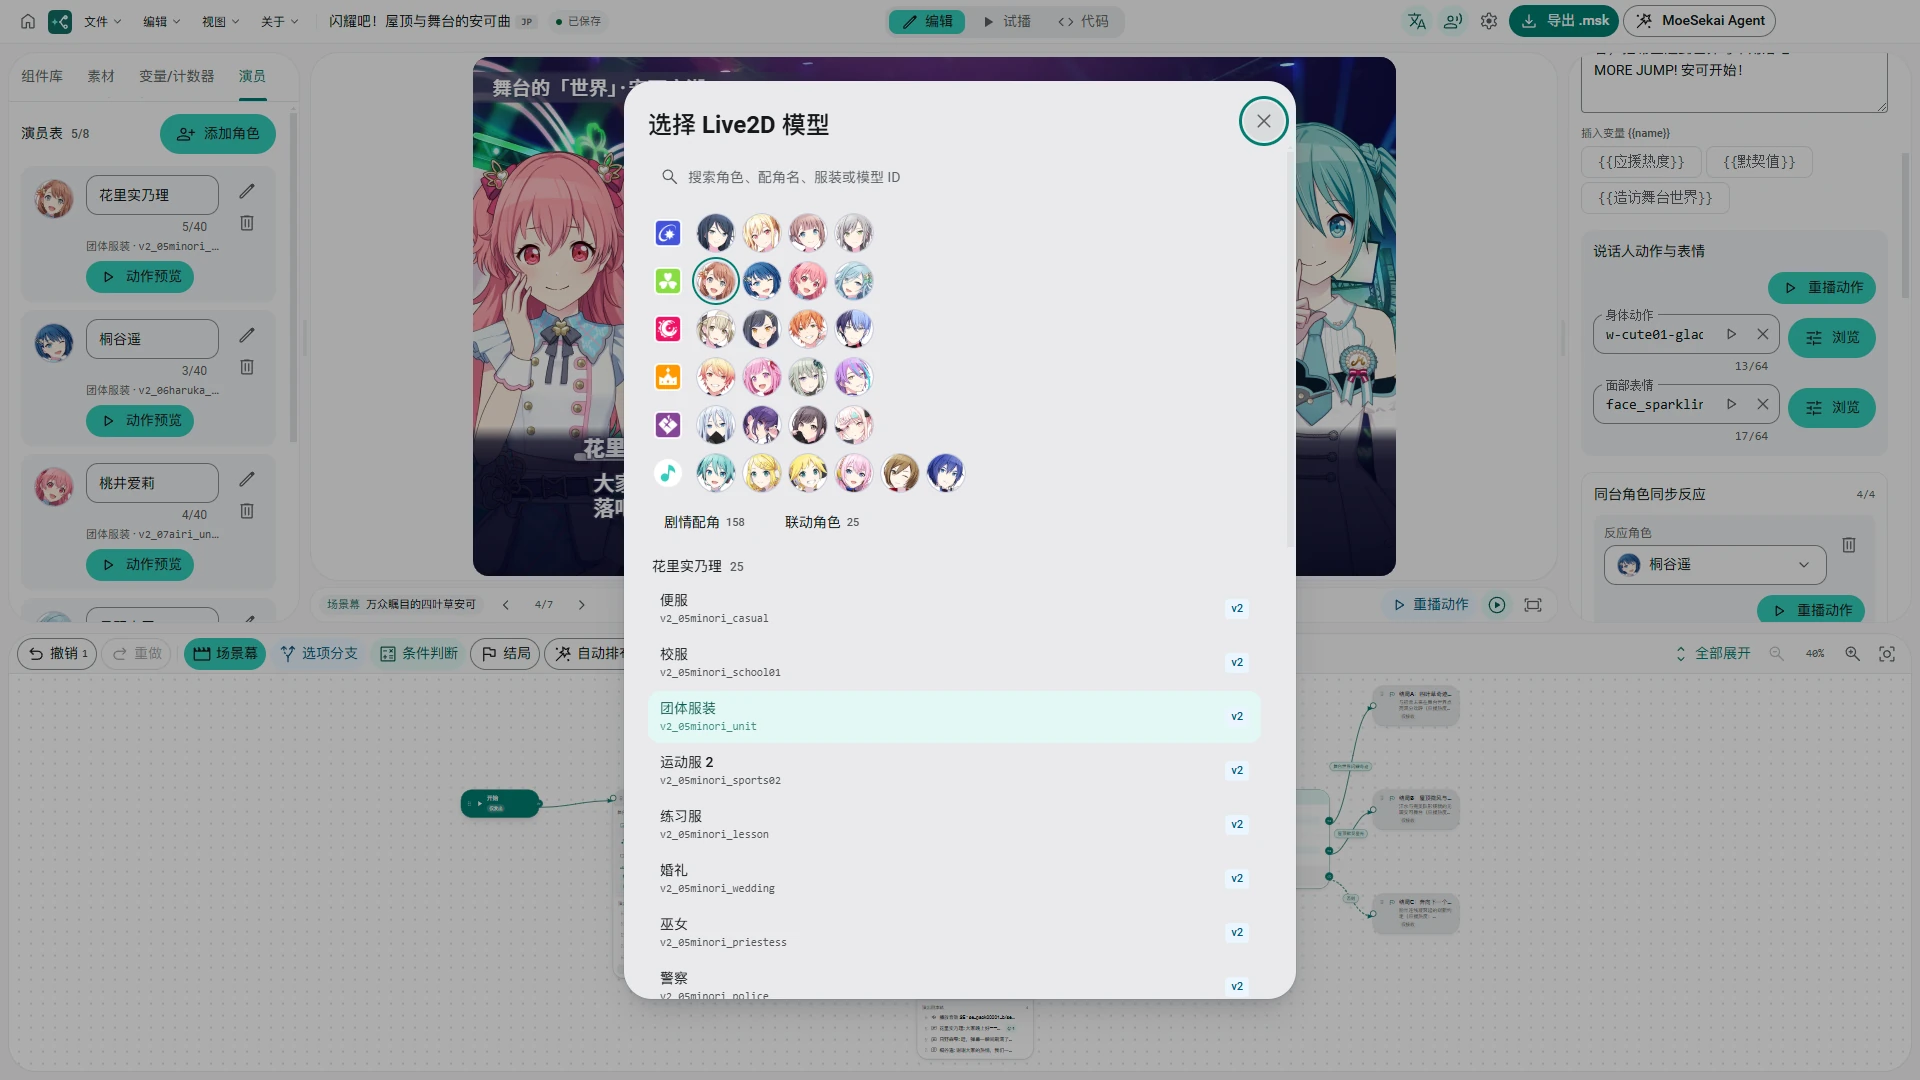 文件
编辑
视图
关于
闪耀吧！屋顶与舞台的安可曲
JP
已保存
编辑
试播
代码
导出 .msk
MoeSekai Agent
组件库
素材
变量/计数器
演员
演员表 5/8
添加角色
花里实乃理
5/40
团体服装 - v2_05minori_…
动作预览
桐谷遥
3/40
团体服装 - v2_06haruka_…
动作预览
桃井爱莉
4/40
团体服装 - v2_07airi_un…
动作预览
舞台的「世界」·
花里
大家
落
场景幕 万众瞩目的四叶草安可
4/7
重播动作
选择 Live2D 模型
搜索角色、配角名、服装或模型 ID
剧情配角 158
联动角色 25
花里实乃理 25
便服
v2_05minori_casual
v2
校服
v2_05minori_school01
v2
团体服装
v2_05minori_unit
v2
运动服 2
v2_05minori_sports02
v2
练习服
v2_05minori_lesson
v2
婚礼
v2_05minori_wedding
v2
巫女
v2_05minori_priestess
v2
警察
v2_05minori_police
v2
MORE JUMP! 安可开始！
插入变量 {{name}}
{{应援热度}}
{{默契值}}
{{造访舞台世界}}
说话人动作与表情
重播动作
身体动作
w-cute01-glad
浏览
13/64
面部表情
face_sparklin
浏览
17/64
同台角色同步反应
4/4
反应角色
桐谷遥
重播动作
撤销 1
重做
场景幕
选项分支
条件判断
结局
自动排
全部展开
40%
开始